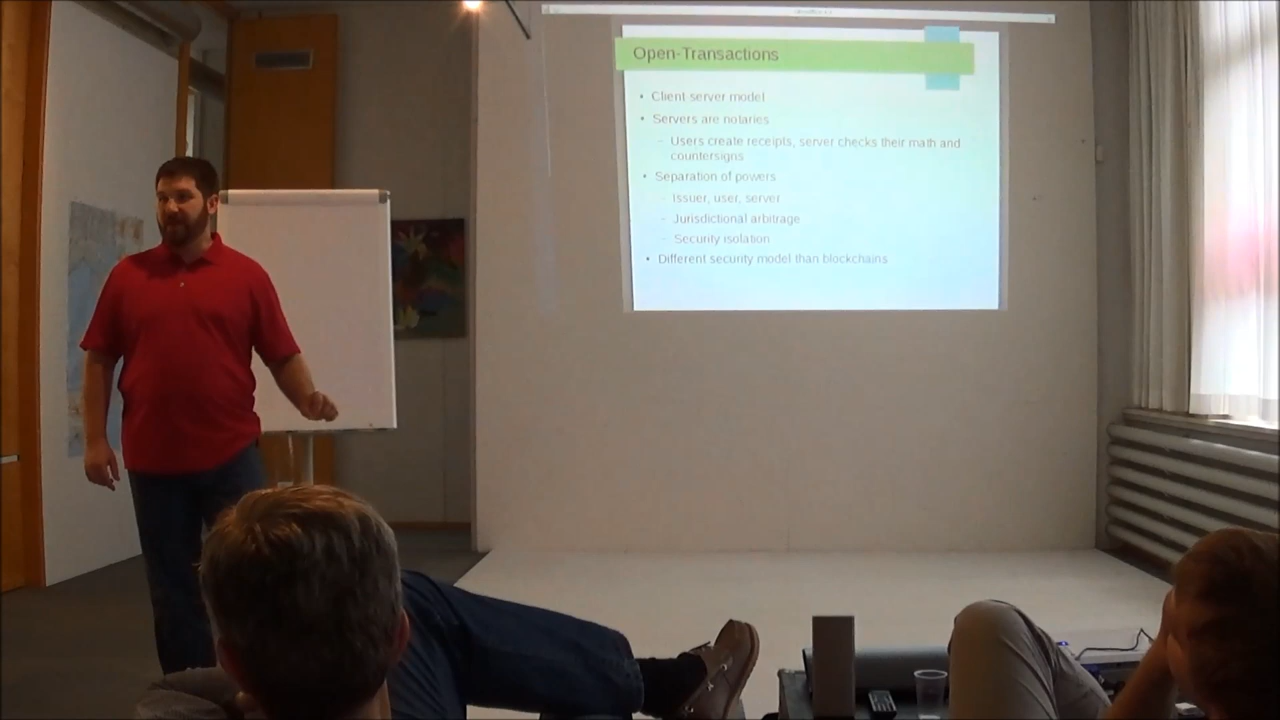 Open-Transactions
• Client server model
• Servers are notaries
– Users create receipts, server checks their math and
countersigns
• Separation of powers
– Issuer, user, server
– Jurisdictional arbitrage
– Security isolation
• Different security model than blockchains